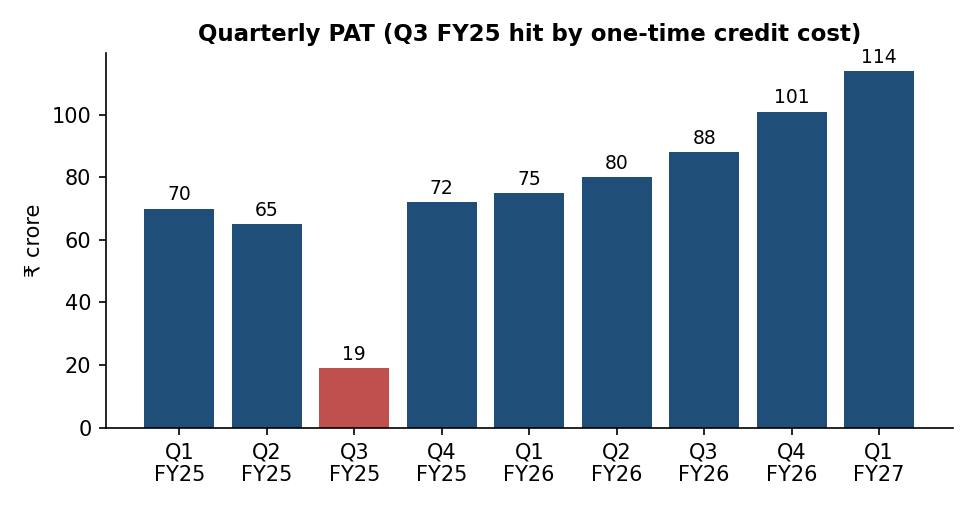 Quarterly PAT (Q3 FY25 hit by one-time credit cost)
₹ crore
100
80
60
40
20
0
70
65
19
72
75
80
88
101
114
Q1 FY25
Q2 FY25
Q3 FY25
Q4 FY25
Q1 FY26
Q2 FY26
Q3 FY26
Q4 FY26
Q1 FY27